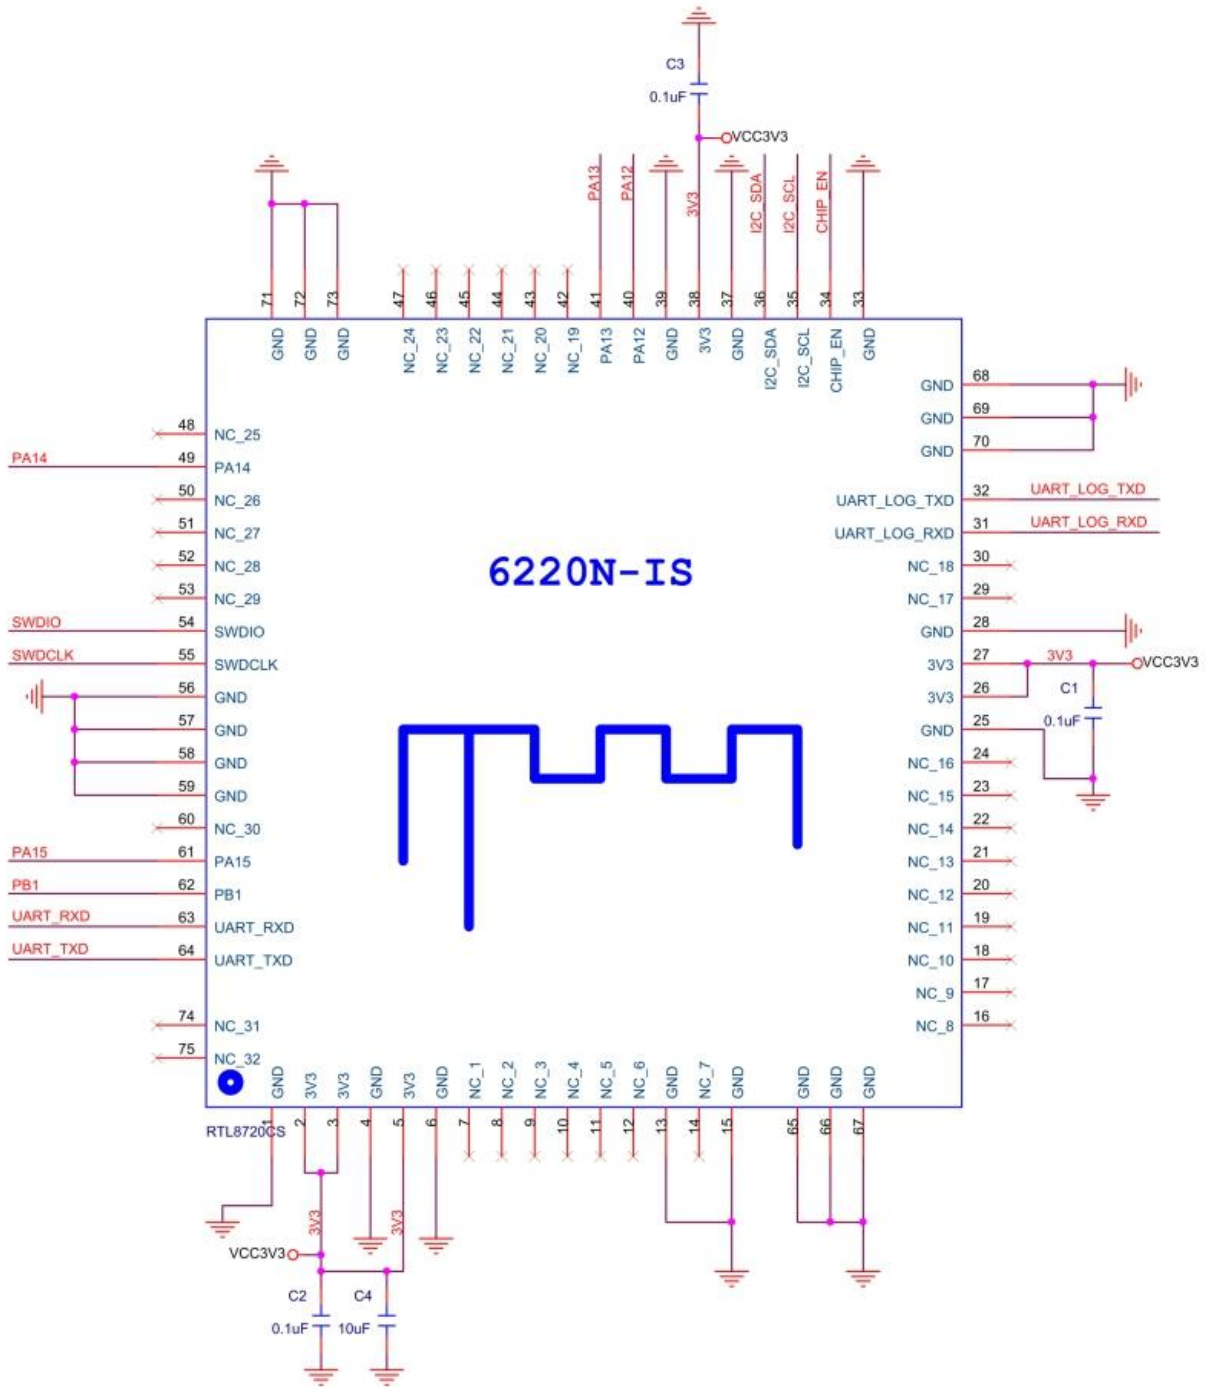 C3
0.1uF
VCC3V3
PA13
PA12
3V3
I2C_SDA
I2C_SCL
CHIP_EN
71
72
73
47
46
45
44
43
42
41
40
39
38
37
36
35
34
33
GND
GND
GND
NC_24
NC_23
NC_22
NC_21
NC_20
NC_19
PA13
PA12
GND
3V3
GND
I2C_SDA
I2C_SCL
CHIP_EN
GND
48 NC_25
PA14 49 PA14
50 NC_26
51 NC_27
52 NC_28
53 NC_29
SWDIO 54 SWDIO
SWDCLK 55 SWDCLK
56 GND
57 GND
58 GND
59 GND
60 NC_30
PA15 61 PA15
PB1 62 PB1
UART_RXD 63 UART_RXD
UART_TXD 64 UART_TXD
74 NC_31
75 NC_32
6220N-IS
GND 68
GND 69
GND 70
UART_LOG_TXD 32 UART_LOG_TXD
UART_LOG_RXD 31 UART_LOG_RXD
NC_18 30
NC_17 29
GND 28
3V3 27 3V3 VCC3V3
3V3 26
C1
0.1uF
GND 25
NC_16 24
NC_15 23
NC_14 22
NC_13 21
NC_12 20
NC_11 19
NC_10 18
NC_9 17
NC_8 16
GND
3V3
3V3
GND
3V3
GND
NC_1
NC_2
NC_3
NC_4
NC_5
NC_6
GND
NC_7
GND
GND
GND
GND
RTL8720CS
1
2
3
4
5
6
7
8
9
10
11
12
13
14
15
65
66
67
3V3
3V3
VCC3V3
C2
0.1uF
C4
10uF